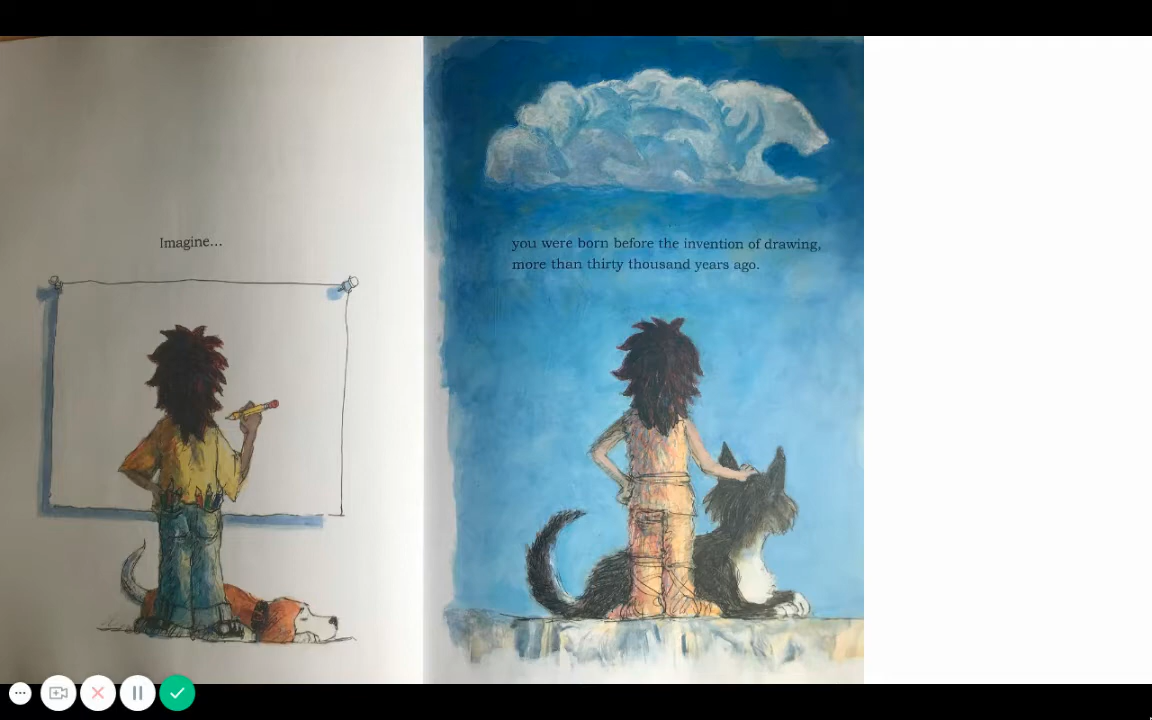 Imagine...
you were born before the invention of drawing,
more than thirty thousand years ago.